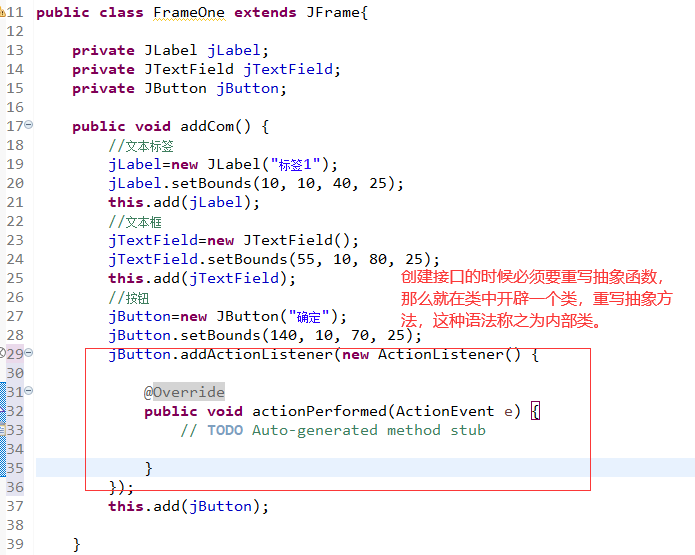 11 public class FrameOne extends JFrame{
12
13     private JLabel jLabel;
14     private JTextField jTextField;
15     private JButton jButton;
16
17     public void addCom() {
18         //文本标签
19         jLabel=new JLabel("标签1");
20         jLabel.setBounds(10, 10, 40, 25);
21         this.add(jLabel);
22         //文本框
23         jTextField=new JTextField();
24         jTextField.setBounds(55, 10, 80, 25);
25         this.add(jTextField);
26         //按钮
27         jButton=new JButton("确定");
28         jButton.setBounds(140, 10, 70, 25);
创建接口的时候必须要重写抽象函数，
那么就在类中开辟一个类，重写抽象方
法，这种语法称之为内部类。
29         jButton.addActionListener(new ActionListener() {
30
31             @Override
32             public void actionPerformed(ActionEvent e) {
33                 // TODO Auto-generated method stub
34
35             }
36         });
37         this.add(jButton);
38
39     }